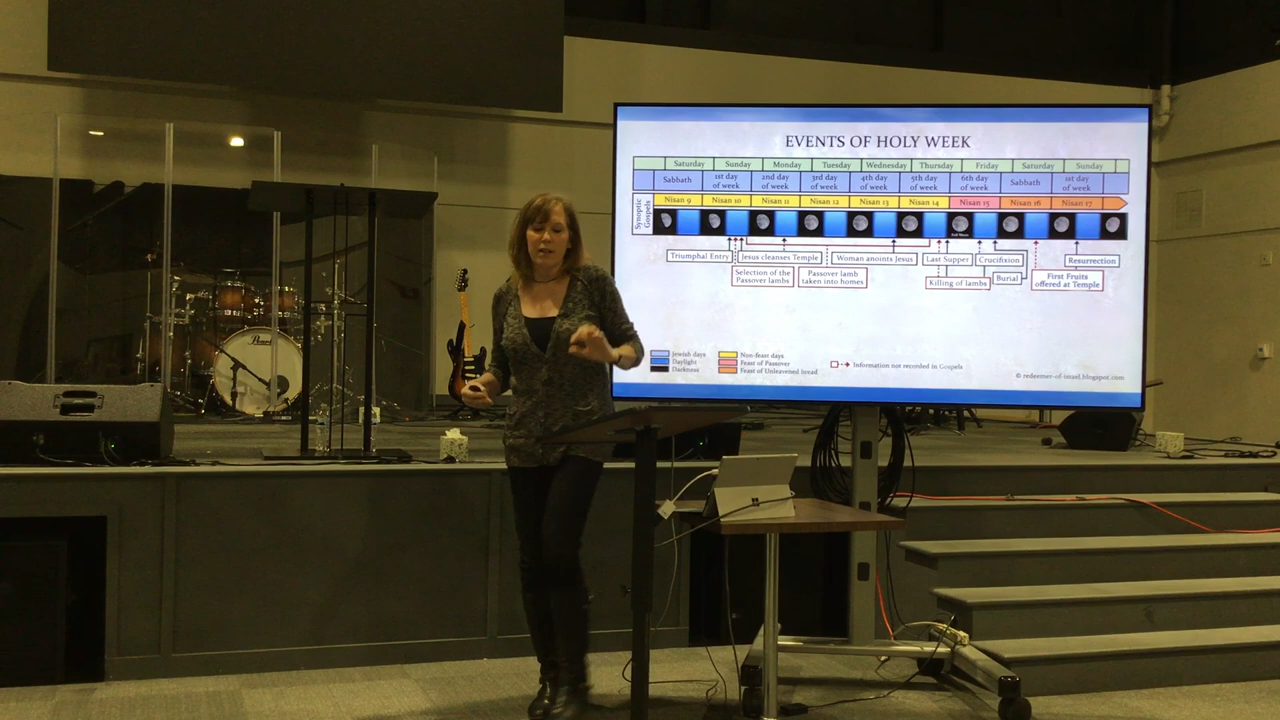 EVENTS OF HOLY WEEK
Saturday Sunday Monday Tuesday Wednesday Thursday Friday Saturday Sunday
Sabbath 1st day of week 2nd day of week 3rd day of week 4th day of week 5th day of week 6th day of week Sabbath 1st day of week
Nisan 9 Nisan 10 Nisan 11 Nisan 12 Nisan 13 Nisan 14 Nisan 15 Nisan 16 Nisan 17
Synoptic
Gospels
Full Moon
Triumphal Entry Jesus cleanses Temple Woman anoints Jesus Last Supper Crucifixion Resurrection
Selection of the
Passover lambs
Passover lamb
taken into homes
Killing of lambs
Burial
First Fruits
offered at Temple
Jewish days
Daylight
Darkness
Non-feast days
Feast of Passover
Feast of Unleavened bread
Information not recorded in Gospels
© redeemer-of-israel.blogspot.com
Pearl